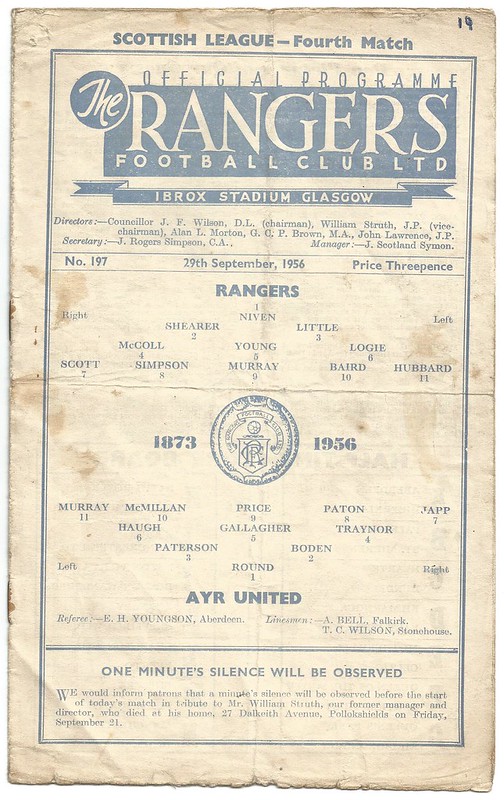 19
SCOTTISH LEAGUE—Fourth Match
OFFICIAL PROGRAMME
The RANGERS
FOOTBALL CLUB LTD
IBROX STADIUM GLASGOW
Directors:—Councillor J. F. Wilson, D.L. (chairman), William Struth, J.P. (vice-
chairman), Alan L. Morton, G. C. P. Brown, M.A., John Lawrence, J.P.
Secretary:—J. Rogers Simpson, C.A., Manager:—J. Scotland Symon.
No. 197 29th September, 1956 Price Threepence
RANGERS
1
Right NIVEN Left
SHEARER LITTLE
2 3
McCOLL YOUNG LOGIE
4 5 6
SCOTT SIMPSON MURRAY BAIRD HUBBARD
7 8 9 10 11
1873 1956
MURRAY McMILLAN PRICE PATON JAPP
11 10 9 8 7
HAUGH GALLAGHER TRAYNOR
6 5 4
PATERSON BODEN
3 2
Left ROUND Right
1
AYR UNITED
Referee:—E. H. YOUNGSON, Aberdeen. Linesmen:—A. BELL, Falkirk.
T. C. WILSON, Stonehouse.
ONE MINUTE'S SILENCE WILL BE OBSERVED
WE would inform patrons that a minute's silence will be observed before the start
of today's match in tribute to Mr. William Struth, our former manager and
director, who died at his home, 27 Dalkeith Avenue, Pollokshields on Friday,
September 21.